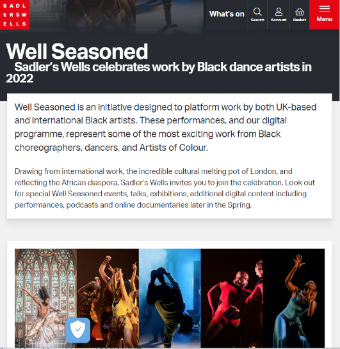 SADL
ERSW
ELLS
What's on
Search
Account
Basket
Menu
Well Seasoned
Sadler's Wells celebrates work by Black dance artists in
2022
Well Seasoned is an initiative designed to platform work by both UK-based
and international Black artists. These performances, and our digital
programme, represent some of the most exciting work from Black
choreographers, dancers, and Artists of Colour.
Drawing from international work, the incredible cultural melting pot of London, and
reflecting the African diaspora, Sadler's Wells invites you to join the celebration. Look out
for special Well Seasoned events, talks, exhibitions, additional digital content including
performances, podcasts and online documentaries later in the Spring.